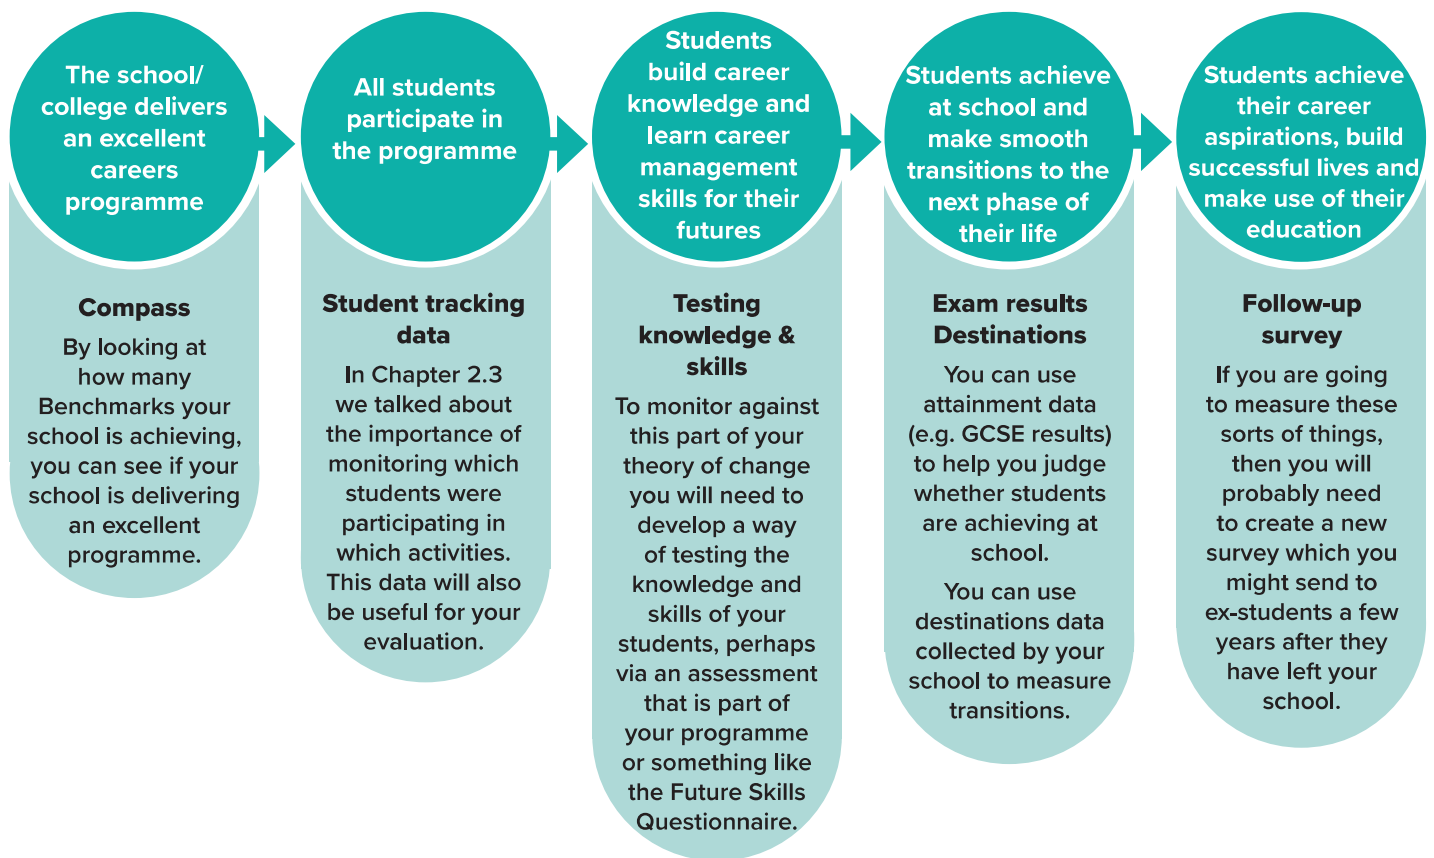 The school/
college delivers
an excellent
careers
programme
All students
participate in
the programme
Students
build career
knowledge and
learn career
management
skills for their
futures
Students achieve
at school and
make smooth
transitions to the
next phase of
their life
Students achieve
their career
aspirations, build
successful lives and
make use of their
education
Compass
By looking at
how many
Benchmarks your
school is achieving,
you can see if your
school is delivering
an excellent
programme.
Student tracking
data
In Chapter 2.3
we talked about
the importance of
monitoring which
students were
participating in
which activities.
This data will also
be useful for your
evaluation.
Testing
knowledge &
skills
To monitor against
this part of your
theory of change
you will need to
develop a way
of testing the
knowledge and
skills of your
students, perhaps
via an assessment
that is part of
your programme
or something like
the Future Skills
Questionnaire.
Exam results
Destinations
You can use
attainment data
(e.g. GCSE results)
to help you judge
whether students
are achieving at
school.
You can use
destinations data
collected by your
school to measure
transitions.
Follow-up
survey
If you are going
to measure these
sorts of things,
then you will
probably need
to create a new
survey which you
might send to
ex-students a few
years after they
have left your
school.